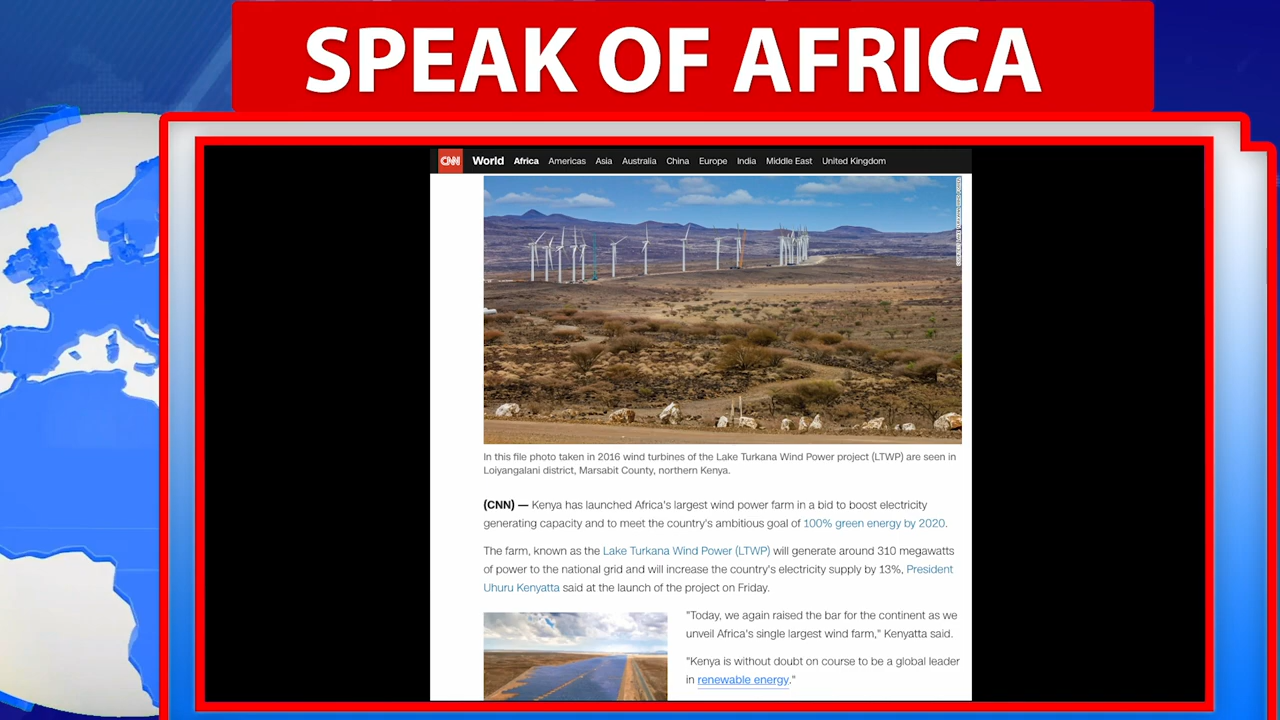 SPEAK OF AFRICA
CNN World Africa Americas Asia Australia China Europe India Middle East United Kingdom
In this file photo taken in 2016 wind turbines of the Lake Turkana Wind Power project (LTWP) are seen in
Loiyangalani district, Marsabit County, northern Kenya.
(CNN) — Kenya has launched Africa's largest wind power farm in a bid to boost electricity
generating capacity and to meet the country's ambitious goal of 100% green energy by 2020.
The farm, known as the Lake Turkana Wind Power (LTWP) will generate around 310 megawatts
of power to the national grid and will increase the country's electricity supply by 13%, President
Uhuru Kenyatta said at the launch of the project on Friday.
"Today, we again raised the bar for the continent as we
unveil Africa's single largest wind farm," Kenyatta said.
"Kenya is without doubt on course to be a global leader
in renewable energy."